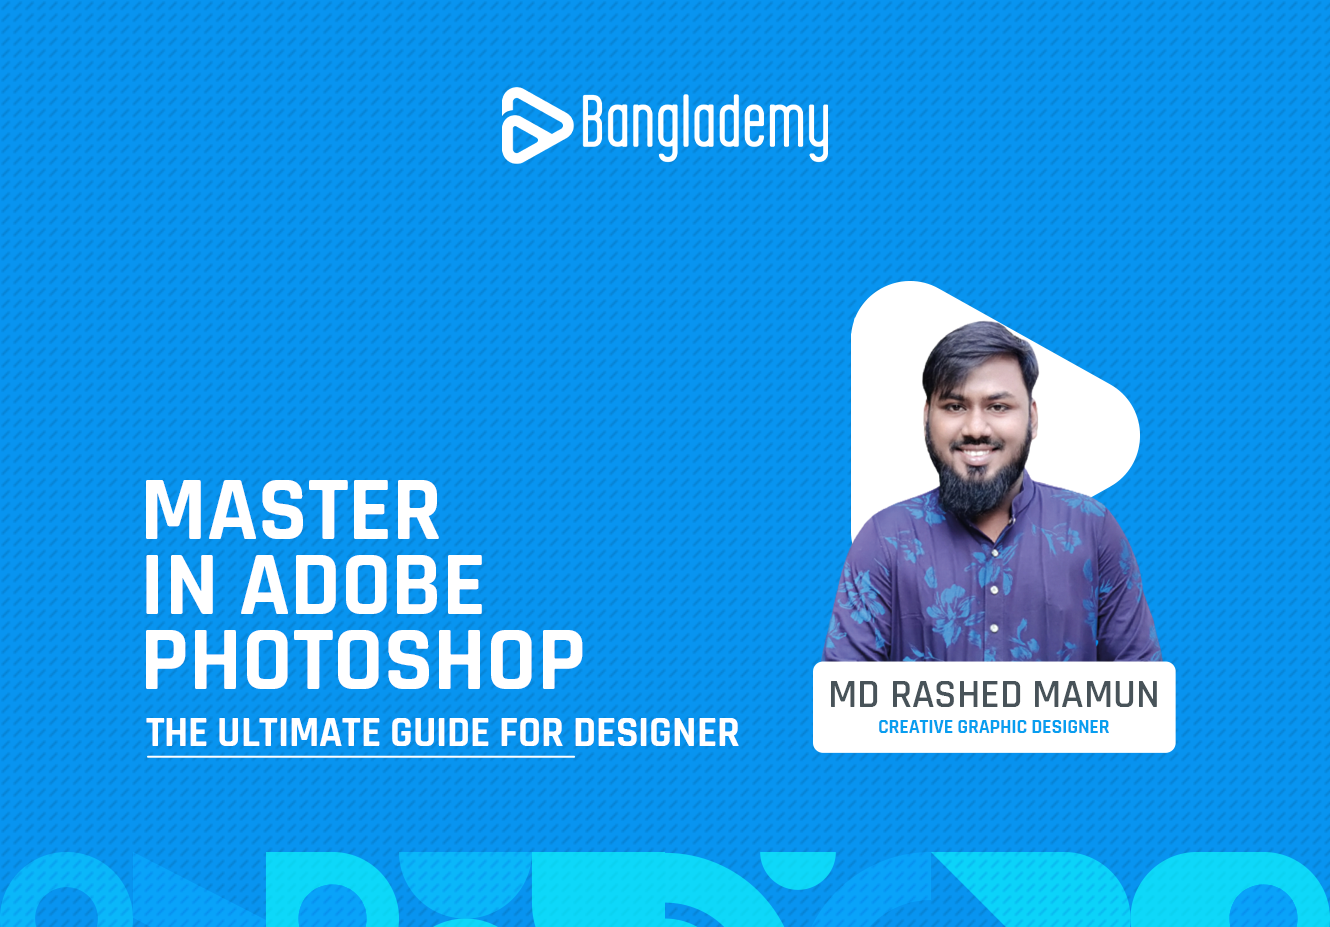 Banglademy
MASTER
IN ADOBE
PHOTOSHOP
THE ULTIMATE GUIDE FOR DESIGNER
MD RASHED MAMUN
CREATIVE GRAPHIC DESIGNER